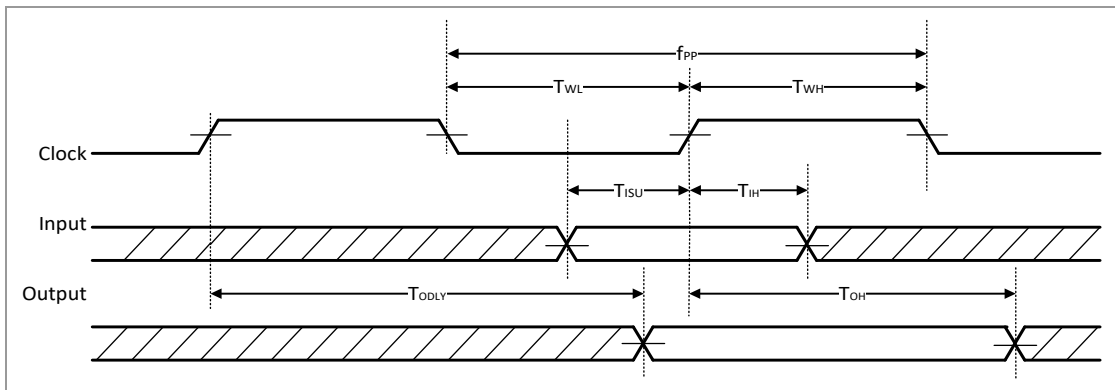 fPP
TWL
TWH
Clock
TISU
TIH
Input
Output
TODLY
TOH